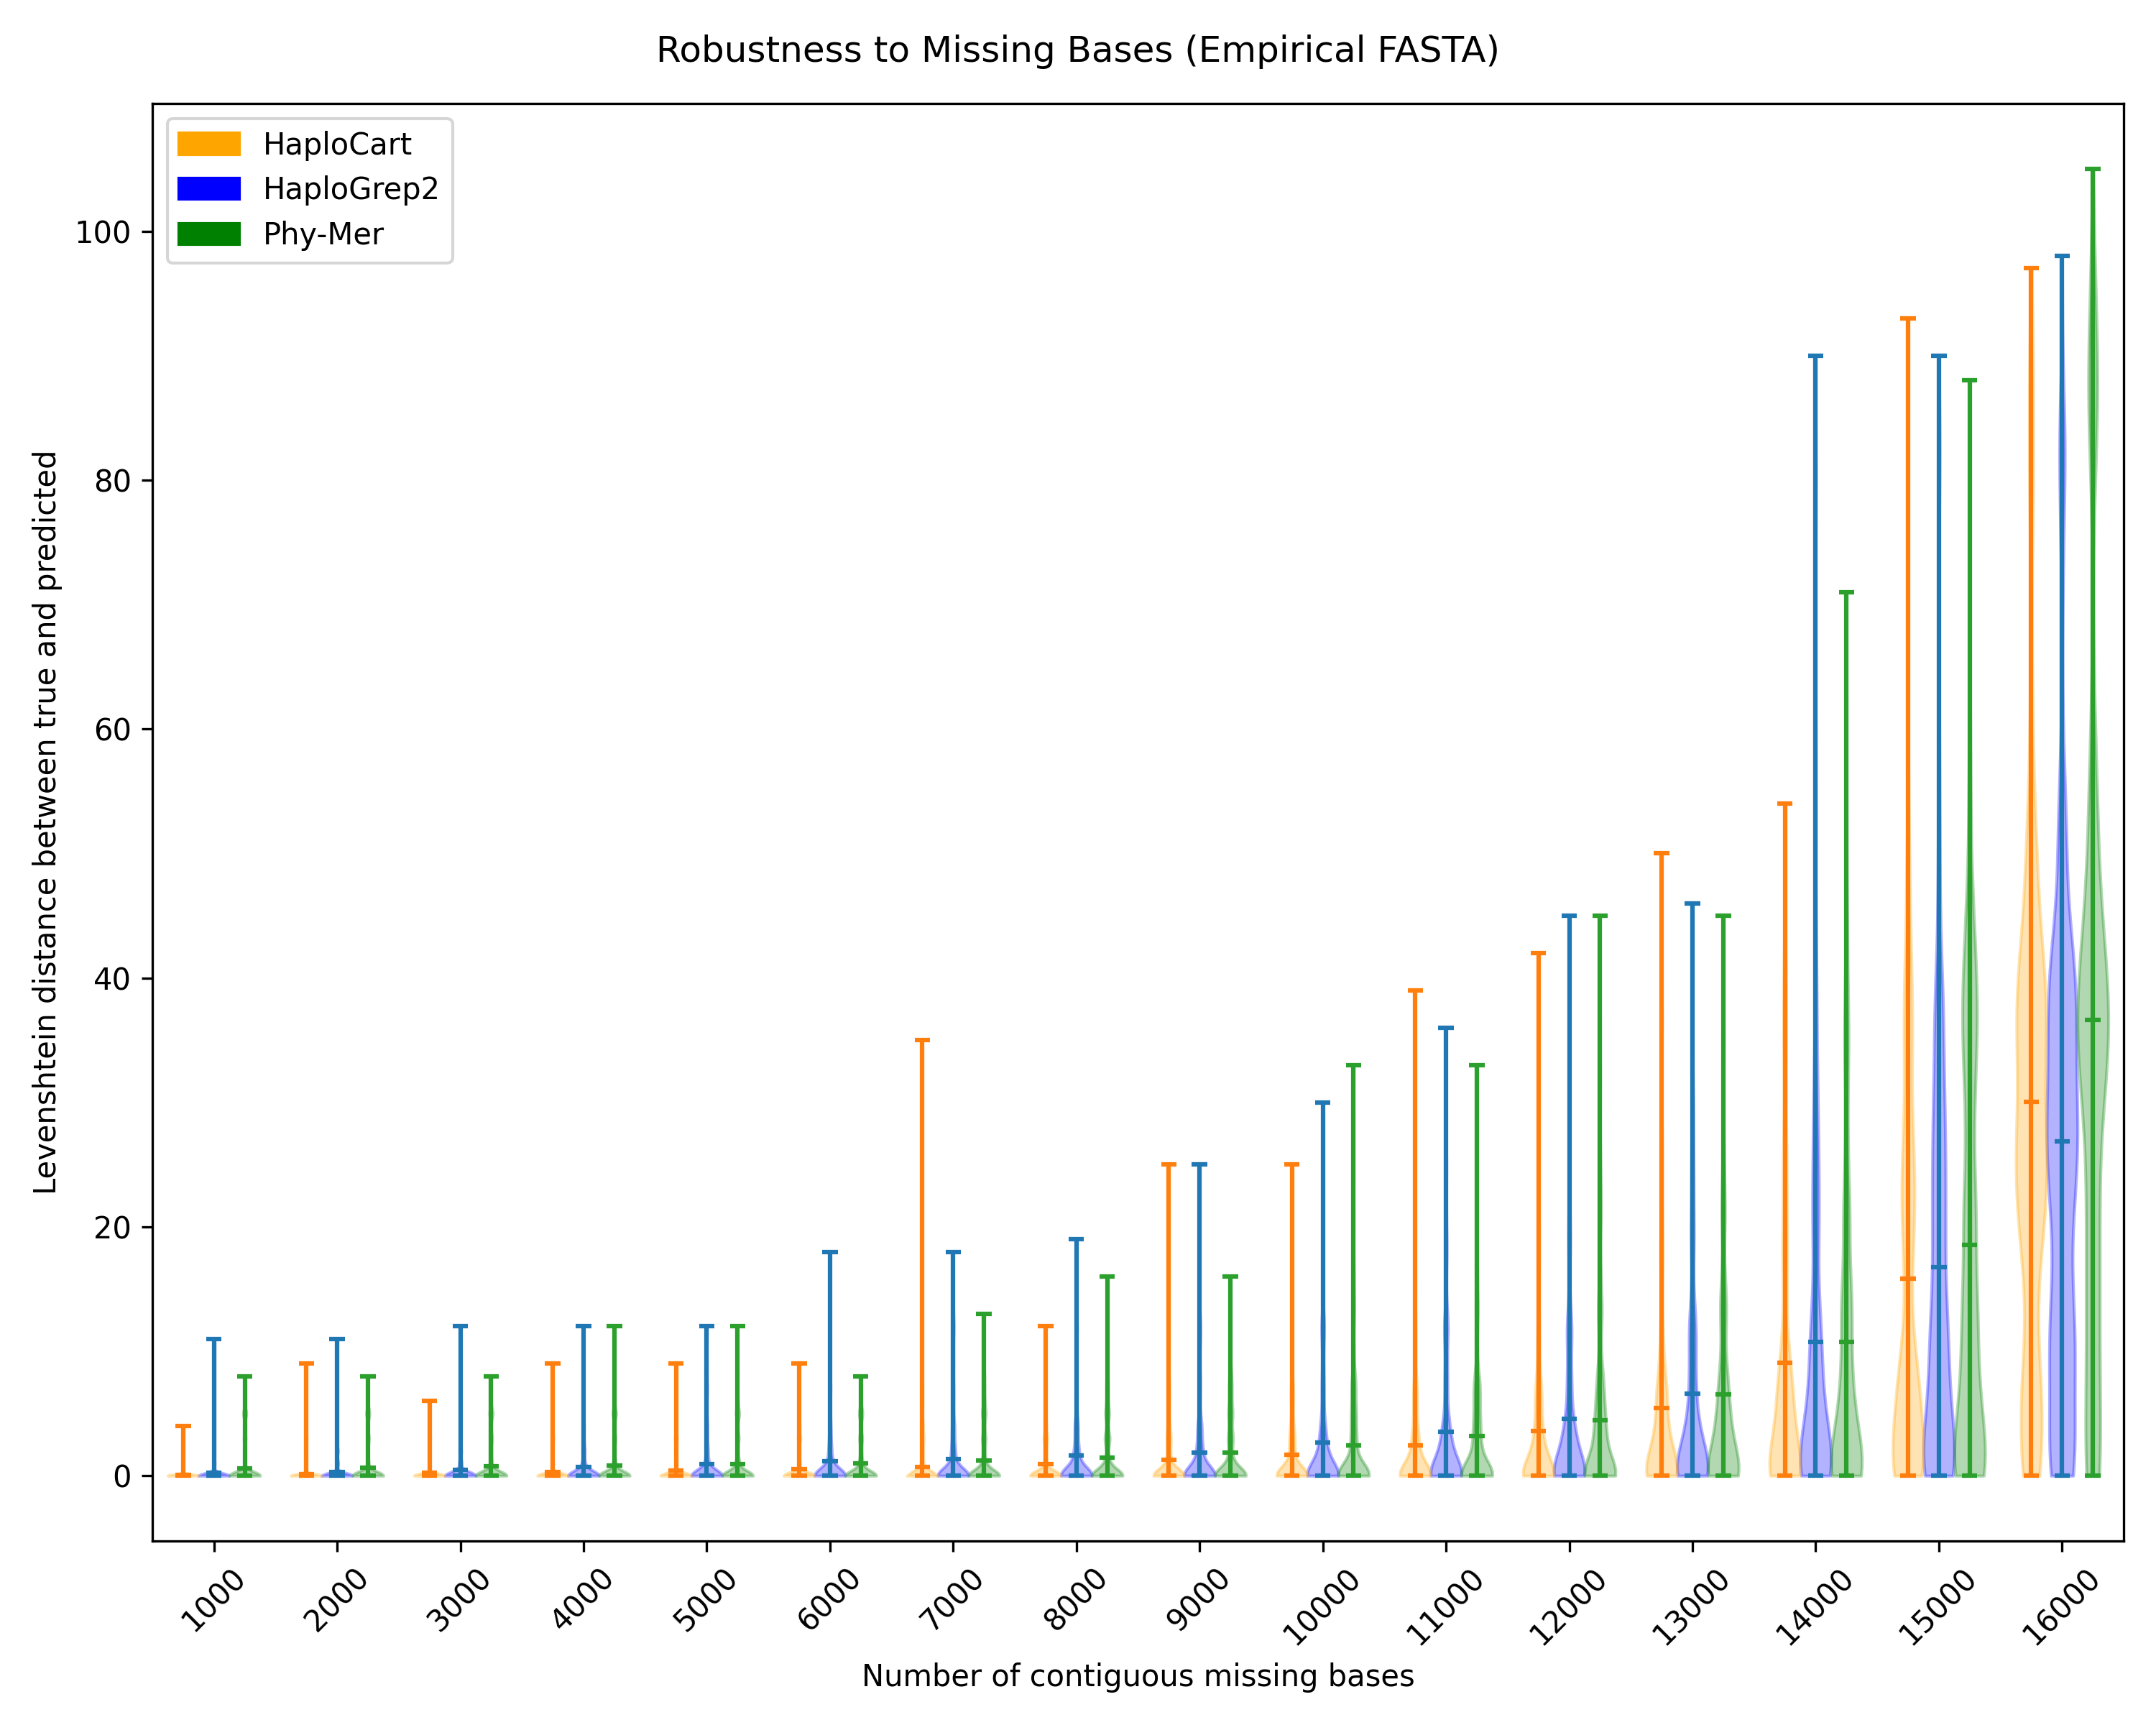 Robustness to Missing Bases (Empirical FASTA)
HaploCart
HaploGrep2
Phy-Mer
Levenshtein distance between true and predicted
100
80
60
40
20
0
1000 2000 3000 4000 5000 6000 7000 8000 9000 10000 11000 12000 13000 14000 15000 16000
Number of contiguous missing bases